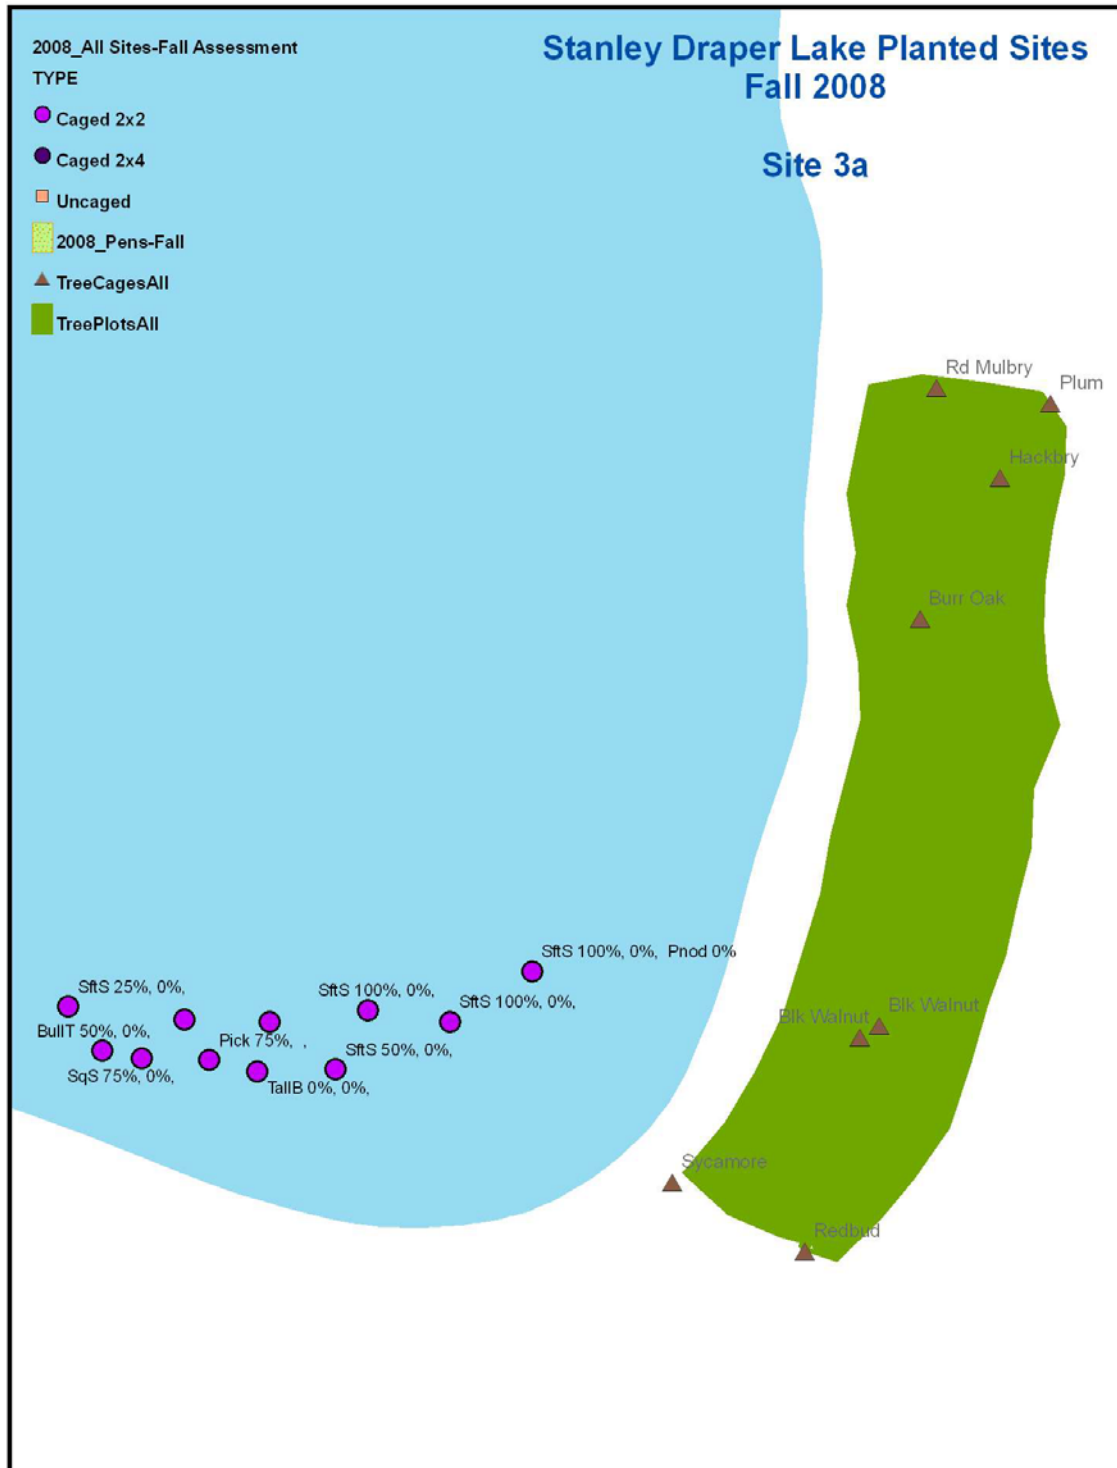 2008_All Sites-Fall Assessment
TYPE
Caged 2x2
Caged 2x4
Uncaged
2008_Pens-Fall
TreeCagesAll
TreePlotsAll
Stanley Draper Lake Planted Sites
Fall 2008
Site 3a
Rd Mulbry
Plum
Hackbry
Burr Oak
SftS 100%, 0%,  Pnod 0%
SftS 25%, 0%,
SftS 100%, 0%,
SftS 100%, 0%,
BullT 50%, 0%,
Pick 75%,  ,
SftS 50%, 0%,
SqS 75%, 0%,
TallB 0%, 0%,
Blk Walnut
Blk Walnut
Sycamore
Redbud